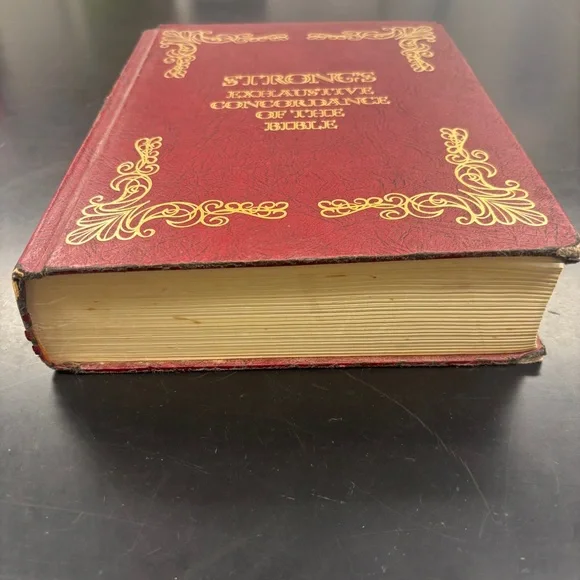 STRONG'S
EXHAUSTIVE
CONCORDANCE
OF THE
BIBLE